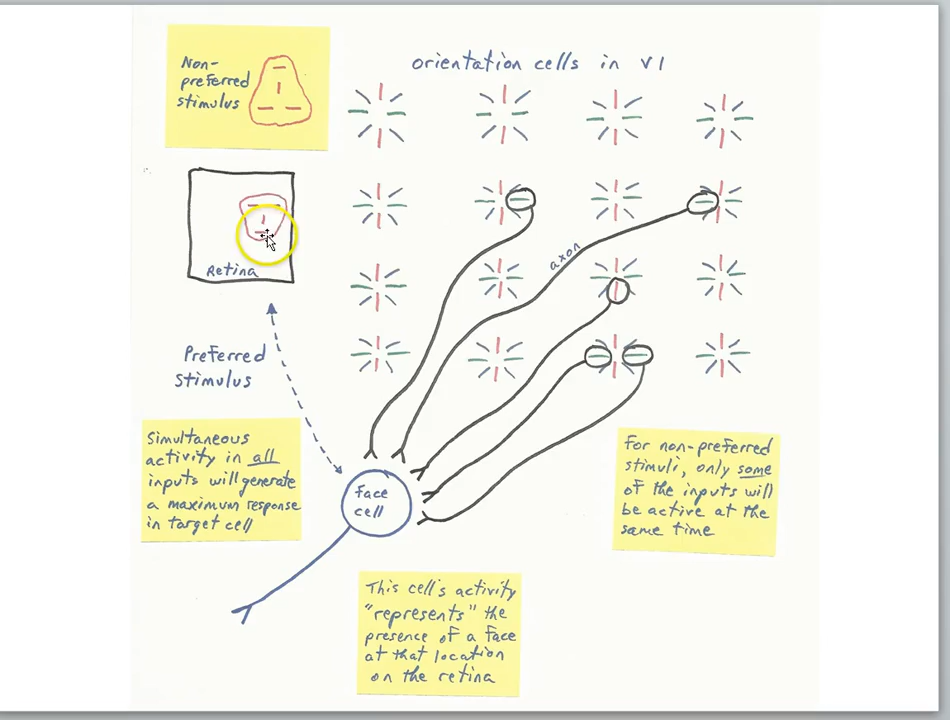 Non-
preferred
stimulus
orientation cells in V1
Retina
axon
Preferred
stimulus
Simultaneous
activity in all
inputs will generate
a maximum response
in target cell
Face
cell
For non-preferred
stimuli, only some
of the inputs will
be active at the
same time
This cell's activity
"represents" the
presence of a face
at that location
on the retina